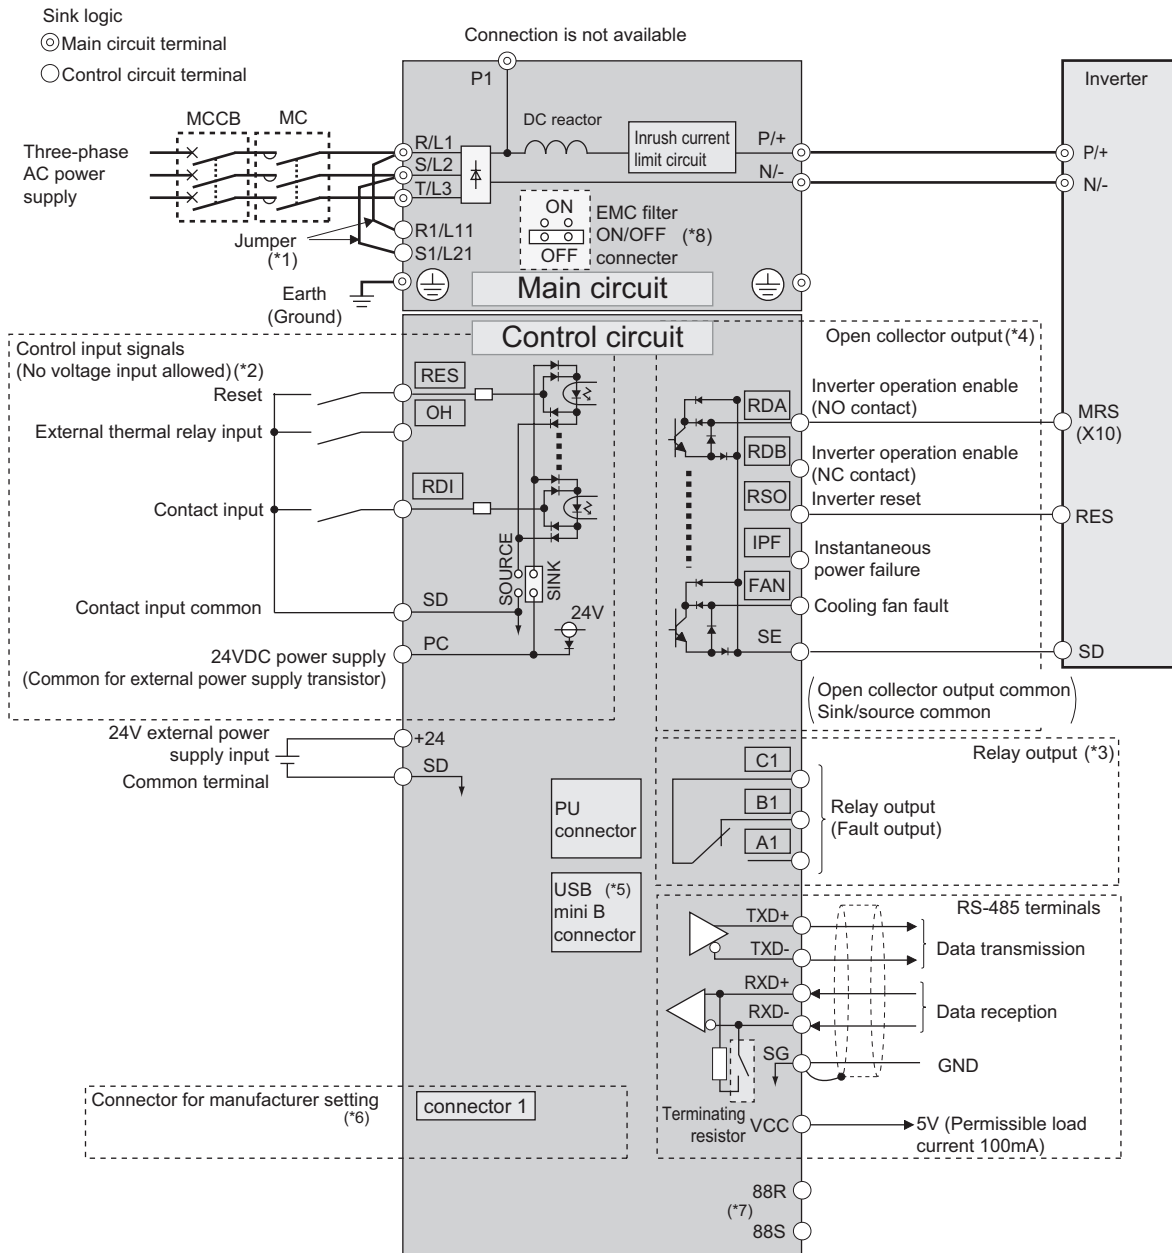 Sink logic
Main circuit terminal
Control circuit terminal
Connection is not available
P1
Inverter
MCCB
MC
DC reactor
Inrush current
limit circuit
R/L1
S/L2
T/L3
P/+
N/-
P/+
N/-
Three-phase
AC power
supply
ON
OFF
EMC filter
ON/OFF (*8)
connecter
R1/L11
S1/L21
Jumper
(*1)
Earth
(Ground)
Main circuit
Control circuit
Control input signals
(No voltage input allowed)(*2)
Reset
RES
OH
External thermal relay input
RDI
Contact input
SOURCE
SINK
24V
Contact input common
SD
PC
24VDC power supply
(Common for external power supply transistor)
Open collector output(*4)
RDA
Inverter operation enable
(NO contact)
MRS
(X10)
RDB
Inverter operation enable
(NC contact)
RSO
Inverter reset
RES
IPF
Instantaneous
power failure
FAN
Cooling fan fault
SE
SD
(Open collector output common
Sink/source common)
24V external power
supply input
+24
SD
Common terminal
Relay output (*3)
C1
B1
A1
Relay output
(Fault output)
PU
connector
USB (*5)
mini B
connector
RS-485 terminals
TXD+
TXD-
Data transmission
RXD+
RXD-
Data reception
SG
GND
Terminating
resistor
VCC
5V (Permissible load
current 100mA)
Connector for manufacturer setting
(*6)
connector 1
88R
(*7)
88S